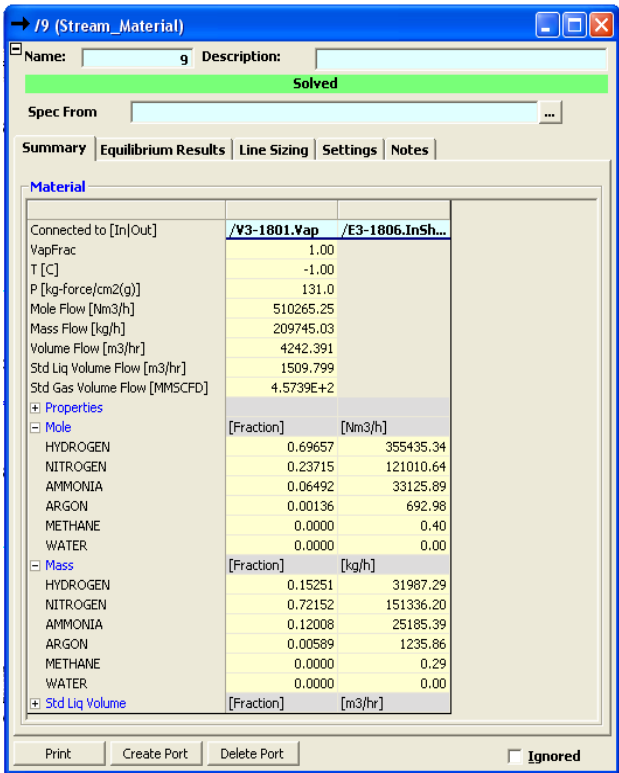 /9 (Stream_Material)
Name: 9 Description:
Solved
Spec From ...
Summary Equilibrium Results Line Sizing Settings Notes
Material
Connected to [In|Out] /V3-1801.Vap /E3-1806.InSh...
VapFrac 1.00
T [C] -1.00
P [kg-force/cm2(g)] 131.0
Mole Flow [Nm3/h] 510265.25
Mass Flow [kg/h] 209745.03
Volume Flow [m3/hr] 4242.391
Std Liq Volume Flow [m3/hr] 1509.799
Std Gas Volume Flow [MMSCFD] 4.5739E+2
Properties
Mole [Fraction] [Nm3/h]
HYDROGEN 0.69657 355435.34
NITROGEN 0.23715 121010.64
AMMONIA 0.06492 33125.89
ARGON 0.00136 692.98
METHANE 0.0000 0.40
WATER 0.0000 0.00
Mass [Fraction] [kg/h]
HYDROGEN 0.15251 31987.29
NITROGEN 0.72152 151336.20
AMMONIA 0.12008 25185.39
ARGON 0.00589 1235.86
METHANE 0.0000 0.29
WATER 0.0000 0.00
Std Liq Volume [Fraction] [m3/hr]
Print Create Port Delete Port Ignored